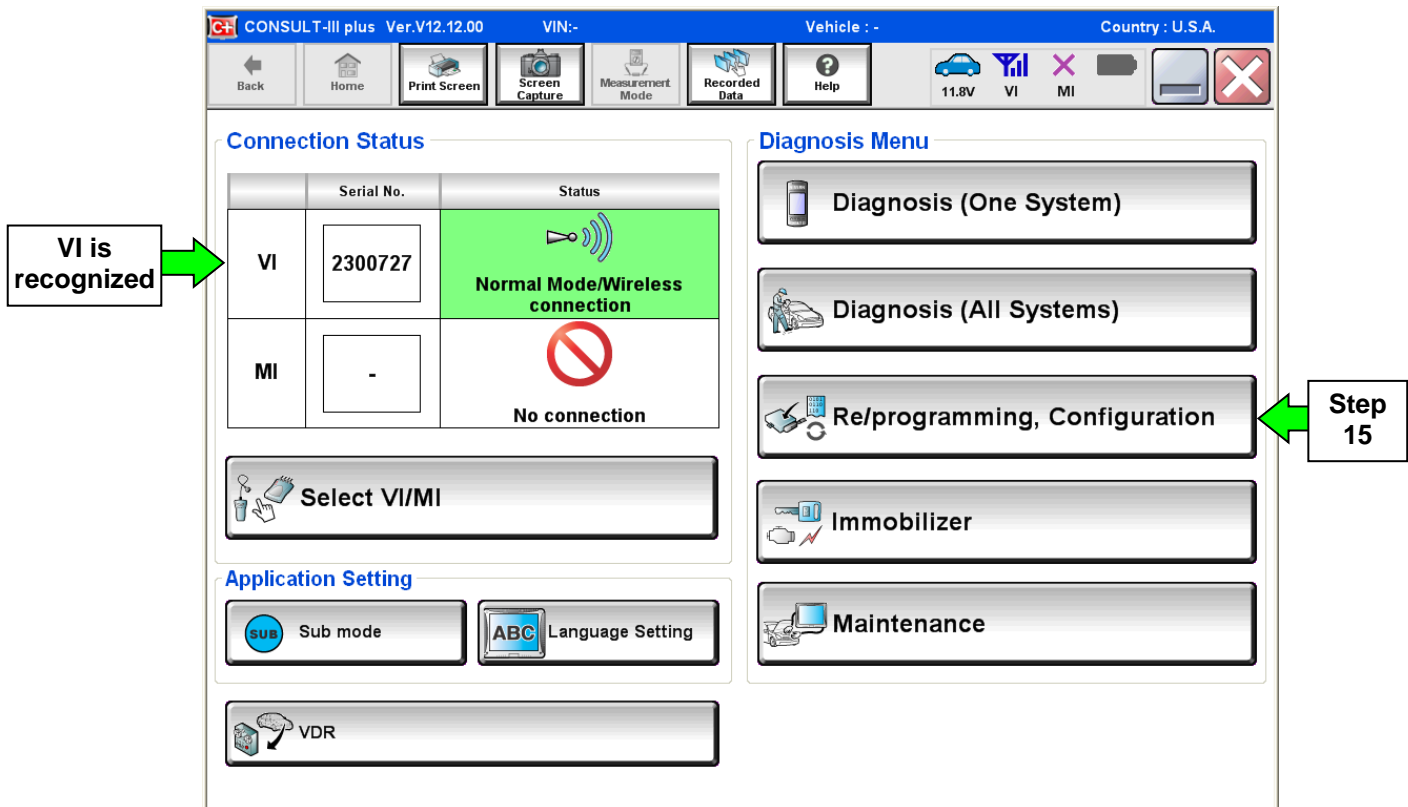 C+ CONSULT-III plus Ver.V12.12.00 VIN:- Vehicle : - Country : U.S.A.
Back
Home
Print Screen
Screen
Capture
Measurement
Mode
Recorded
Data
Help
11.8V
VI
MI
Connection Status
Serial No. Status
VI is
recognized
VI
2300727
Normal Mode/Wireless
connection
MI
-
No connection
Select VI/MI
Application Setting
SUB
Sub mode
ABC
Language Setting
VDR
Diagnosis Menu
Diagnosis (One System)
Diagnosis (All Systems)
Re/programming, Configuration
Step
15
Immobilizer
Maintenance